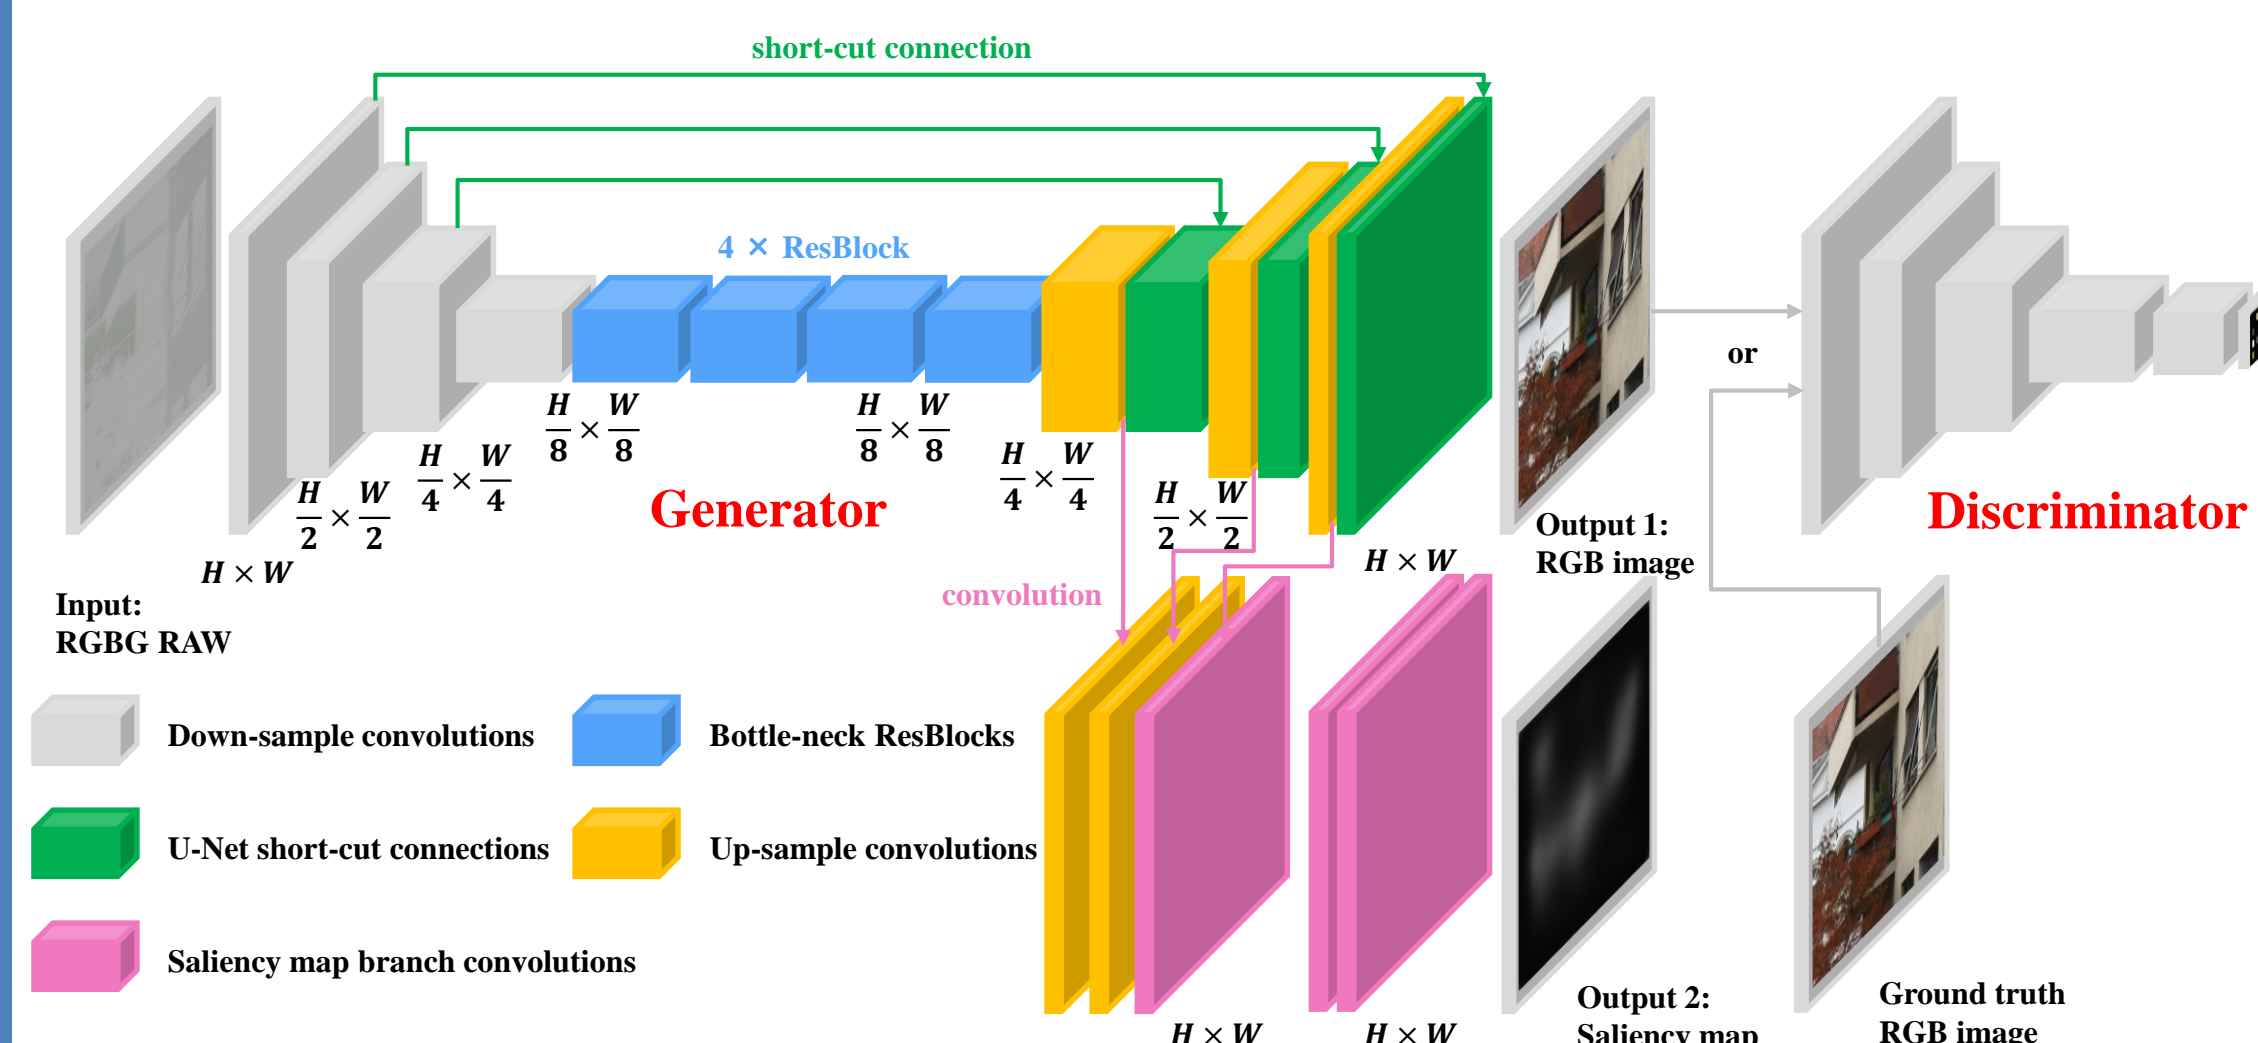 short-cut connection
4 × ResBlock
H/8 × W/8
H/8 × W/8
H/4 × W/4
H/4 × W/4
H/2 × W/2
H/2 × W/2
Generator
or
Discriminator
Output 1:
RGB image
H × W
H × W
convolution
Input:
RGBG RAW
Down-sample convolutions
Bottle-neck ResBlocks
U-Net short-cut connections
Up-sample convolutions
Saliency map branch convolutions
H × W
H × W
Output 2:
Saliency map
Ground truth
RGB image